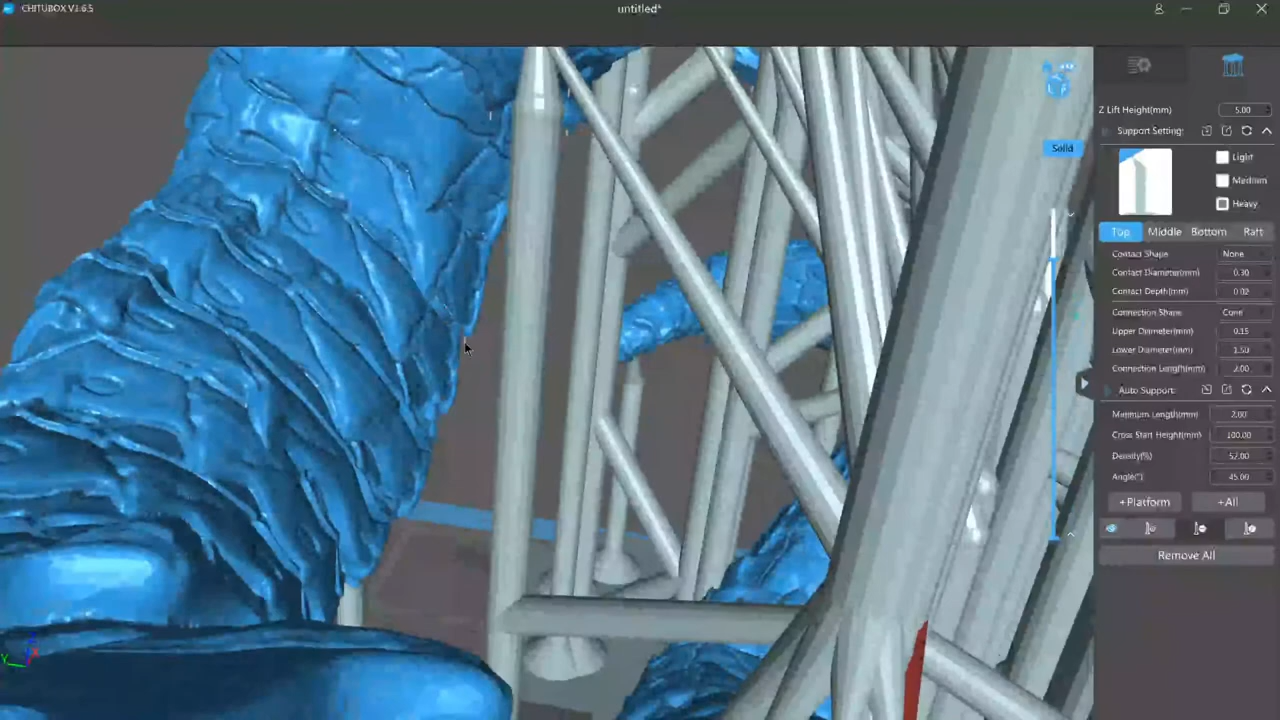 CHITUBOX V1.6.5
untitled*
Z Lift Height(mm) 5.00
Support Setting:
Light
Medium
Heavy
Solid
Top Middle Bottom Raft
Contact Shape None
Contact Diameter(mm) 0.30
Contact Depth(mm) 0.02
Connection Shape Cone
Upper Diameter(mm) 0.15
Lower Diameter(mm) 1.50
Connection Length(mm) 2.00
Auto Support:
Minimum Length(mm) 2.00
Cross Start Height(mm) 100.00
Density(%) 52.00
Angle(°) 45.00
+Platform +All
Remove All